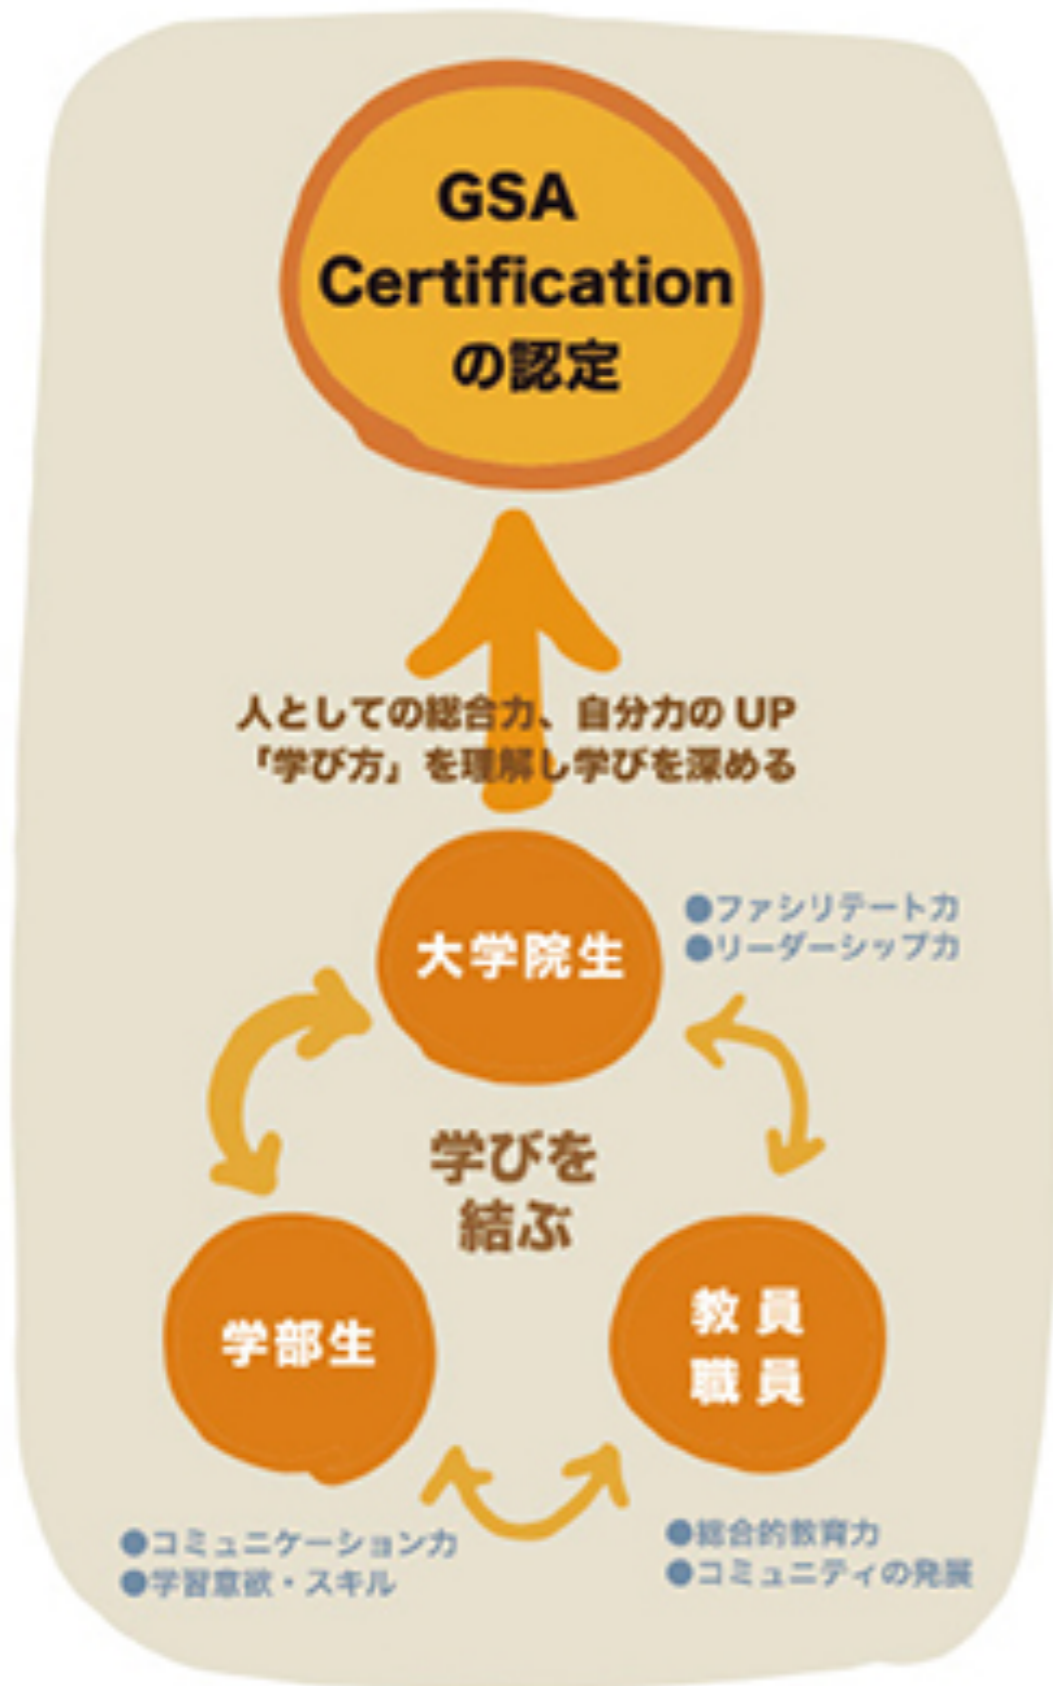 GSA
Certification
の認定
人としての総合力、自分力の UP
「学び方」を理解し学びを深める
大学院生
●ファシリテート力
●リーダーシップ力
学びを
結ぶ
学部生
教員
職員
●コミュニケーション力
●学習意欲・スキル
●総合的教育力
●コミュニティの発展